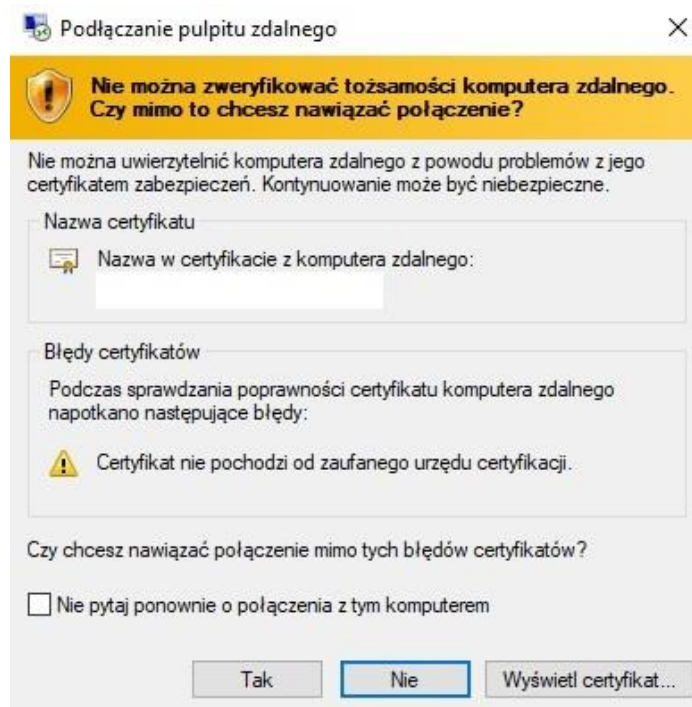 Podłączanie pulpitu zdalnego
Nie można zweryfikować tożsamości komputera zdalnego.
Czy mimo to chcesz nawiązać połączenie?
Nie można uwierzytelnić komputera zdalnego z powodu problemów z jego
certyfikatem zabezpieczeń. Kontynuowanie może być niebezpieczne.
Nazwa certyfikatu
Nazwa w certyfikacie z komputera zdalnego:
Błędy certyfikatów
Podczas sprawdzania poprawności certyfikatu komputera zdalnego
napotkano następujące błędy:
Certyfikat nie pochodzi od zaufanego urzędu certyfikacji.
Czy chcesz nawiązać połączenie mimo tych błędów certyfikatów?
Nie pytaj ponownie o połączenia z tym komputerem
Tak Nie Wyświetl certyfikat...